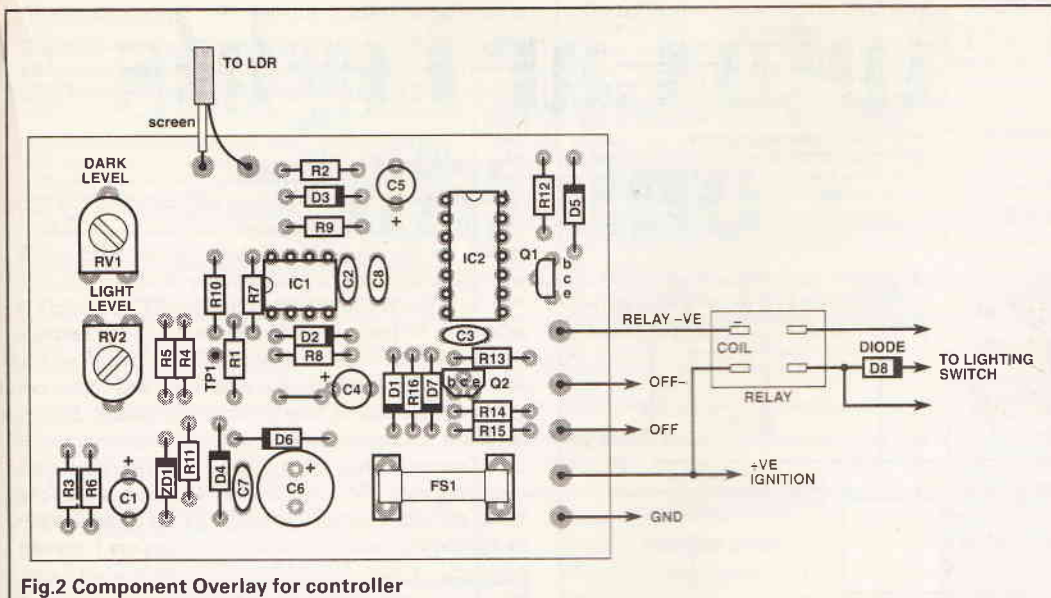 TO LDR
screen
DARK
LEVEL
RV1
LIGHT
LEVEL
RV2
R2
D3
R9
C5
+
R12
D5
IC2
Q1
b
c
e
R10
R7
IC1
C2
C8
D2
R8
C3
R5
R4
TP1
R1
+
C4
D1
R16
D7
R13
b c e
Q2
R14
R15
RELAY –VE
–
COIL
DIODE
D8
TO LIGHTING
SWITCH
RELAY
OFF–
OFF
+VE
IGNITION
GND
R3
R6
+
C1
ZD1
R11
D4
D6
C7
+
C6
FS1
Fig.2 Component Overlay for controller